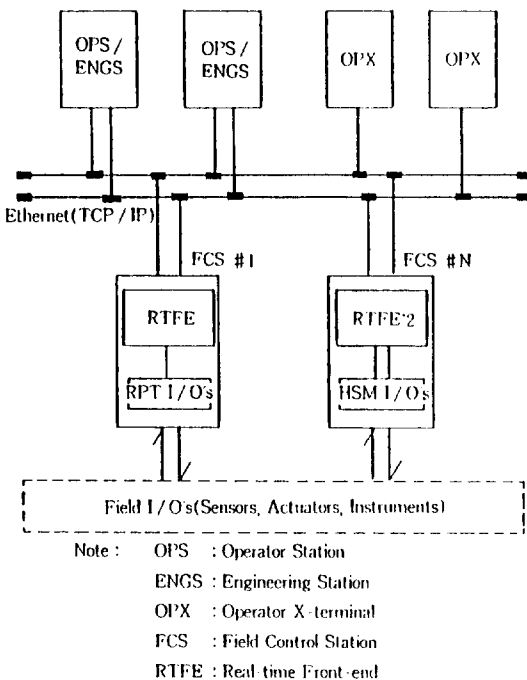 OPS /
ENGS
OPS /
ENGS
OPX
OPX
Ethernet(TCP / IP)
FCS #1
FCS #N
RTFE
RTFE*2
RPT I/O's
HSM I/O's
Field I/O's(Sensors, Actuators, Instruments)
Note : OPS : Operator Station
ENGS : Engineering Station
OPX : Operator X-terminal
FCS : Field Control Station
RTFE : Real-time Front-end